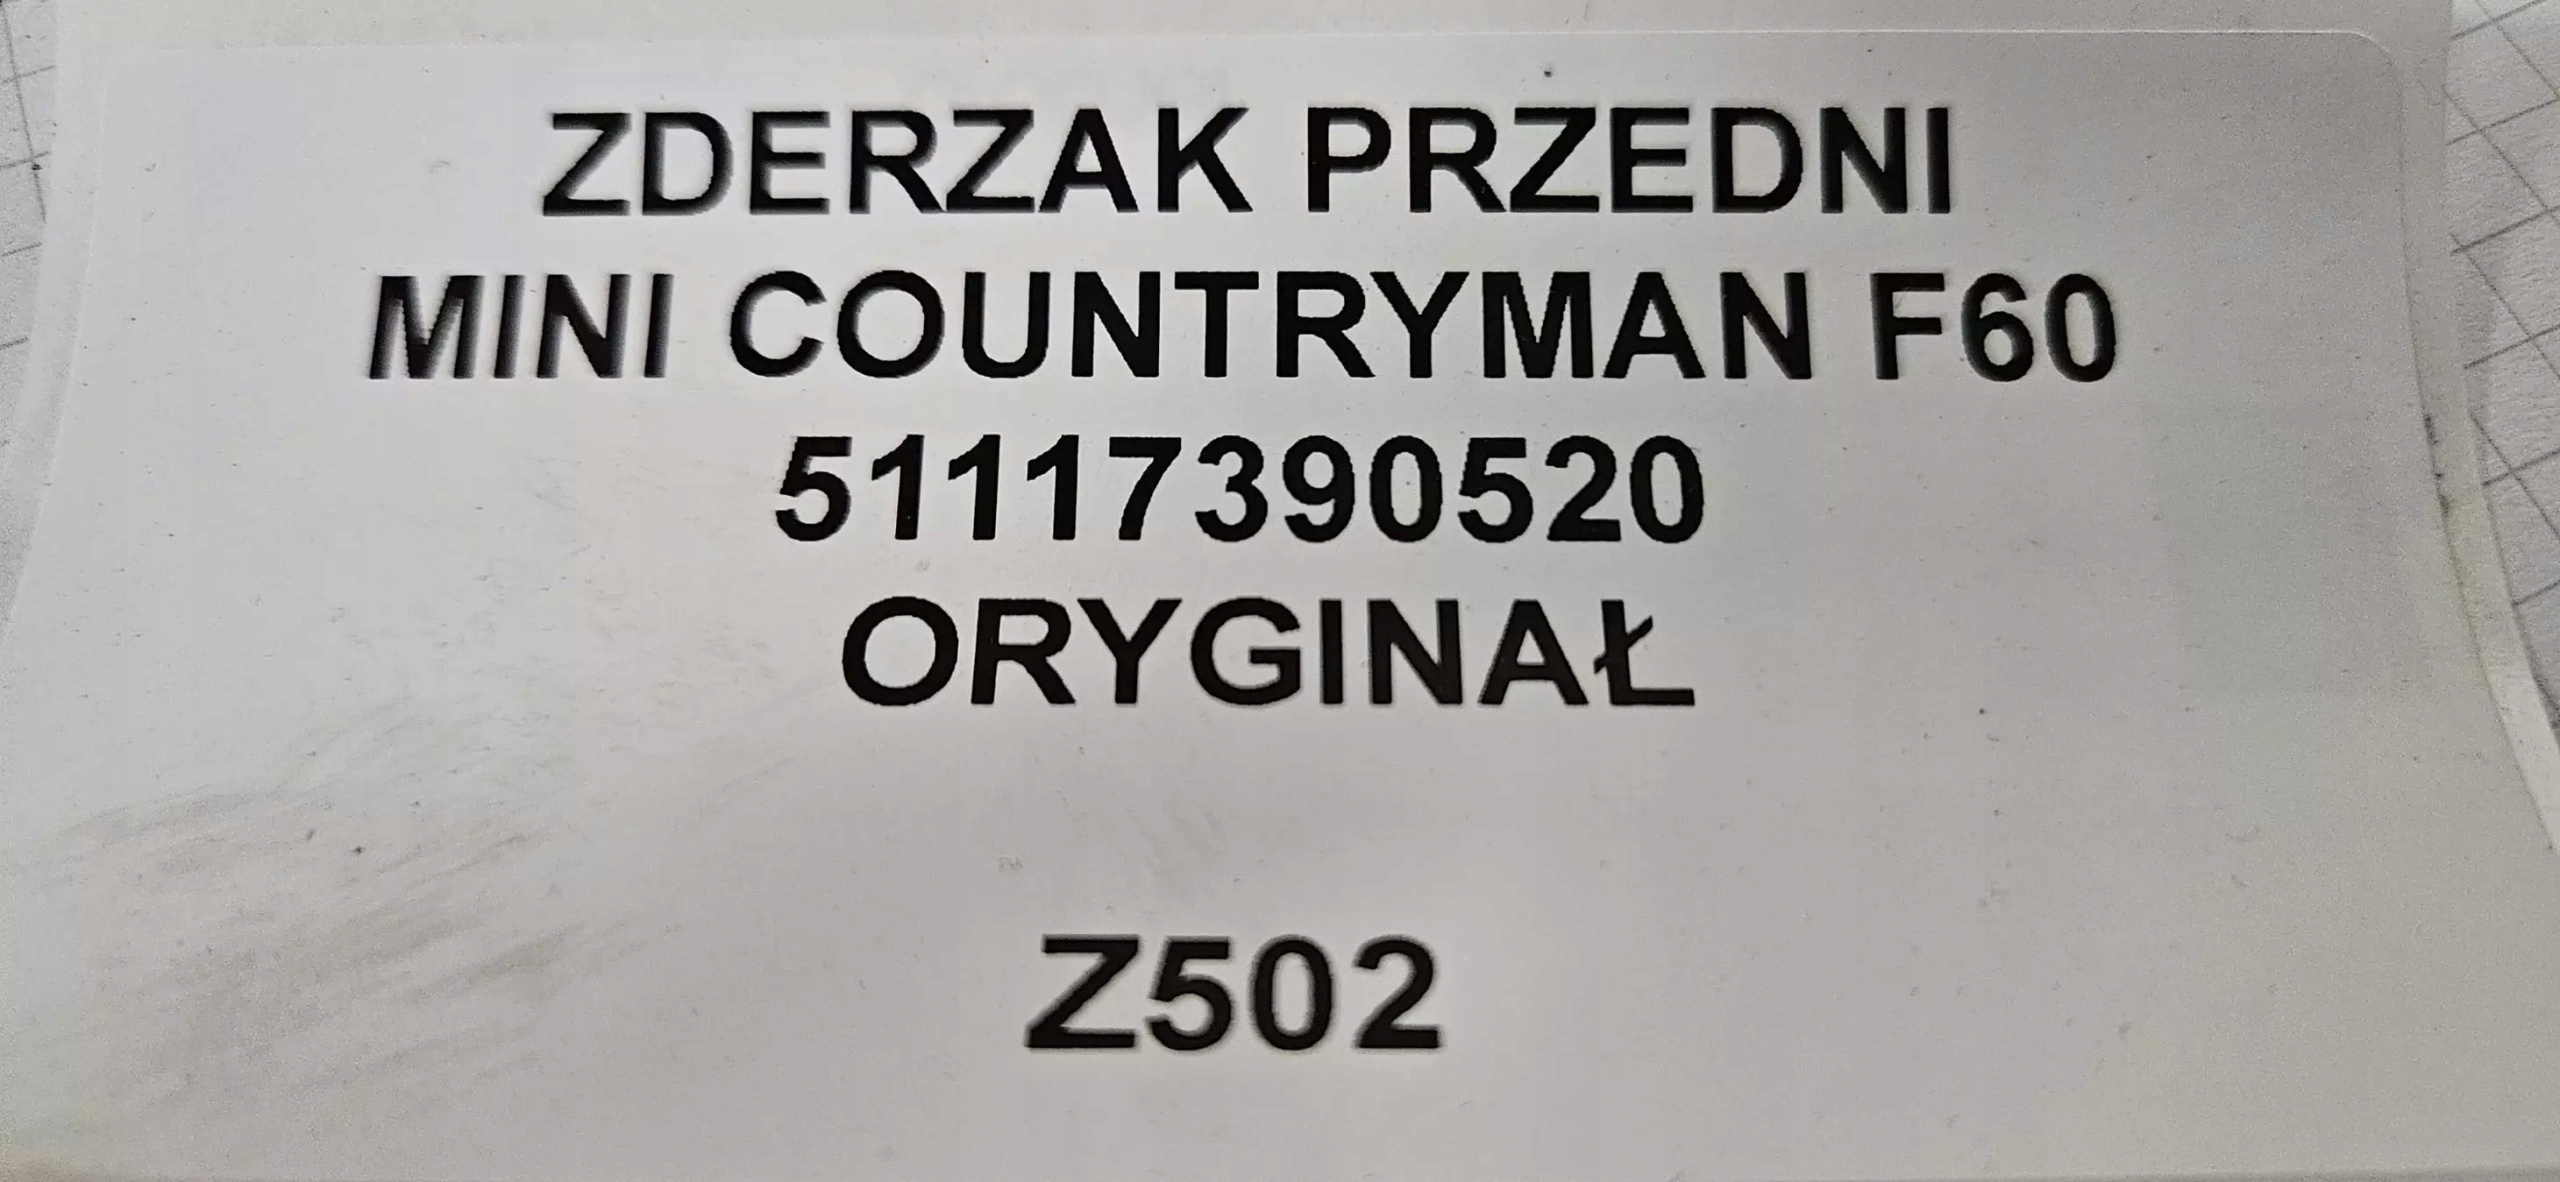 ZDERZAK PRZEDNI
MINI COUNTRYMAN F60
51117390520
ORYGINAŁ
Z502